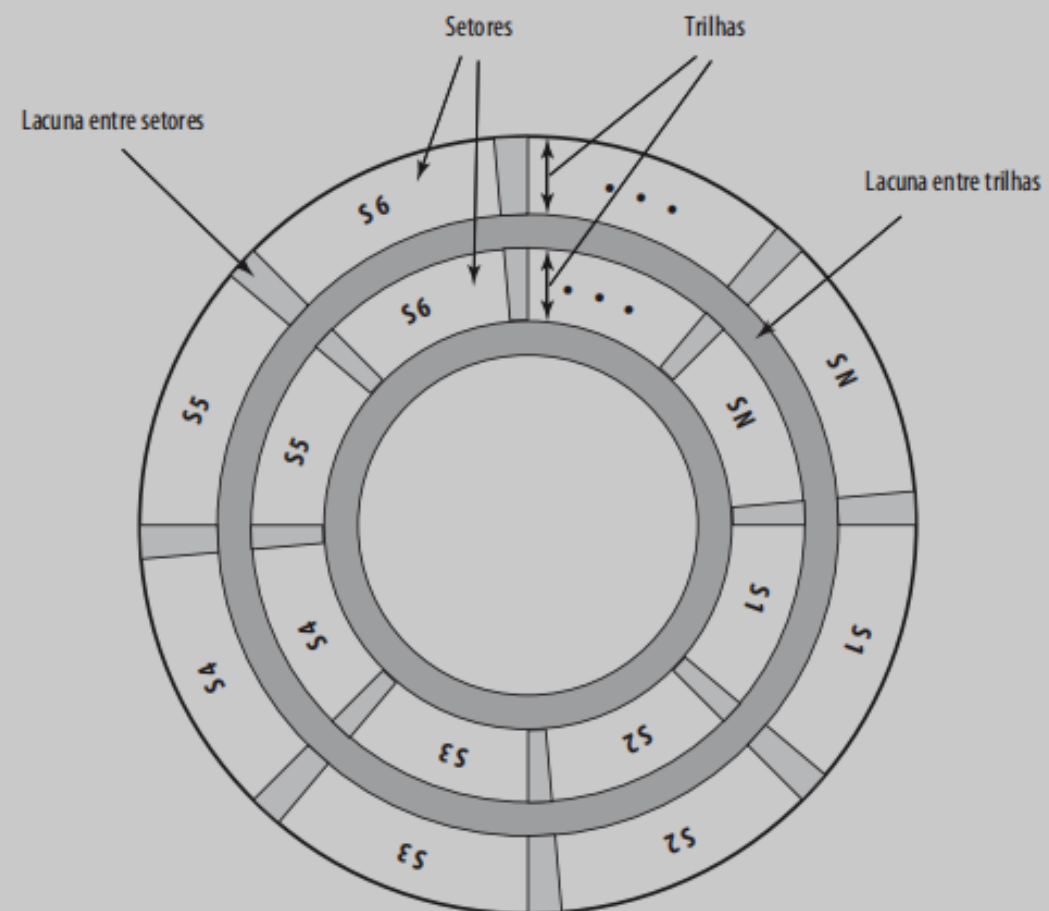 Setores
Trilhas
Lacuna entre setores
Lacuna entre trilhas
S6
• • •
S6
• • •
SN
S5
SN
S5
S1
S4
S1
S4
S2
S3
S2
S3